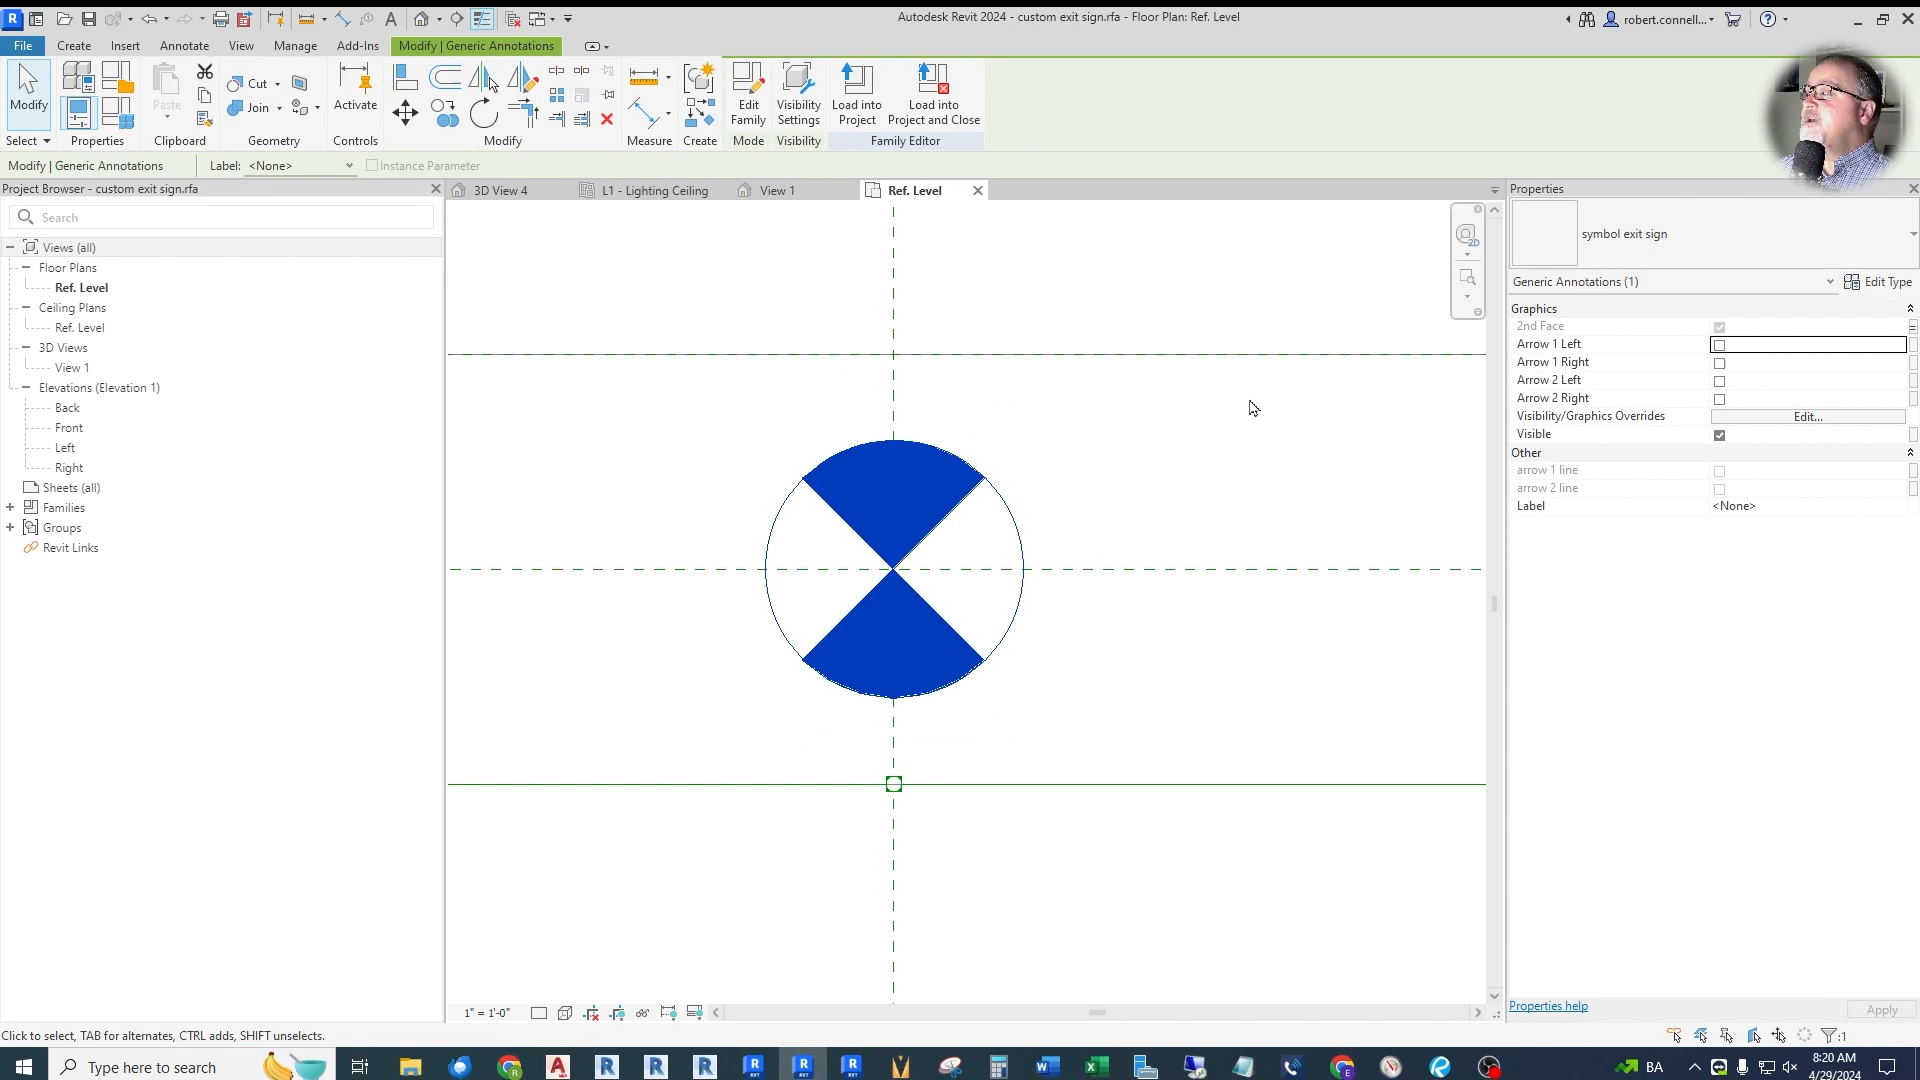 Autodesk Revit 2024 - custom exit sign.rfa - Floor Plan: Ref. Level
robert.connell...
File Create Insert Annotate View Manage Add-Ins Modify | Generic Annotations
Modify
Paste
Cut
Join
Activate
Edit Family
Visibility Settings
Load into Project
Load into Project and Close
Select Properties Clipboard Geometry Controls Modify Measure Create Mode Visibility Family Editor
Modify | Generic Annotations Label: <None> Instance Parameter
Project Browser - custom exit sign.rfa
3D View 4 L1 - Lighting Ceiling View 1 Ref. Level
Search
Views (all)
Floor Plans
Ref. Level
Ceiling Plans
Ref. Level
3D Views
View 1
Elevations (Elevation 1)
Back
Front
Left
Right
Sheets (all)
Families
Groups
Revit Links
2D
Properties
symbol exit sign
Generic Annotations (1) Edit Type
Graphics
2nd Face
Arrow 1 Left
Arrow 1 Right
Arrow 2 Left
Arrow 2 Right
Visibility/Graphics Overrides Edit...
Visible
Other
arrow 1 line
arrow 2 line
Label <None>
Properties help Apply
1" = 1'-0"
Click to select, TAB for alternates, CTRL adds, SHIFT unselects.
:1
Type here to search
BA
8:20 AM
4/29/2024